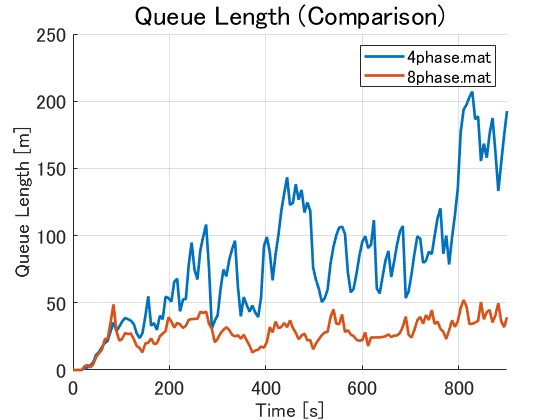 Queue Length (Comparison)
4phase.mat
8phase.mat
Queue Length [m]
250
200
150
100
50
0
0 200 400 600 800
Time [s]